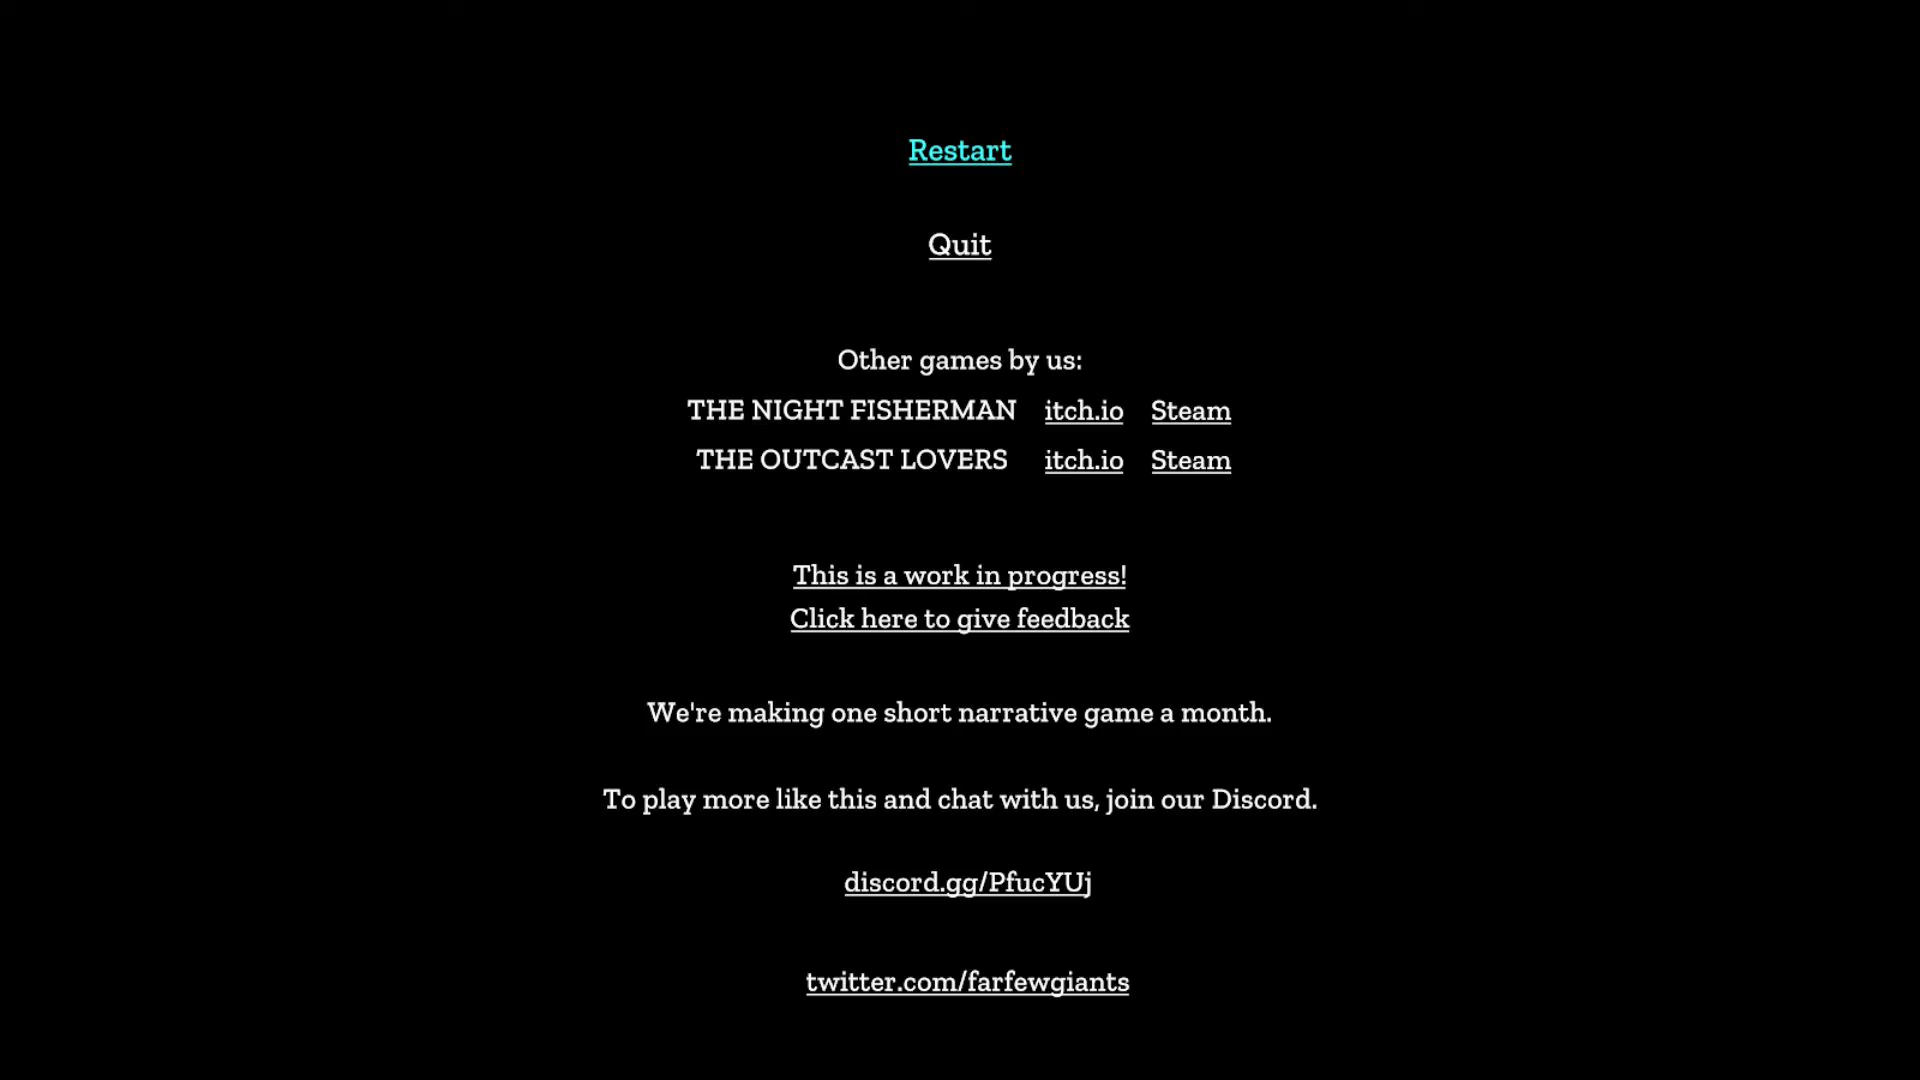 Restart
Quit
Other games by us:
THE NIGHT FISHERMAN itch.io Steam
THE OUTCAST LOVERS itch.io Steam
This is a work in progress!
Click here to give feedback
We're making one short narrative game a month.
To play more like this and chat with us, join our Discord.
discord.gg/PfucYUj
twitter.com/farfewgiants